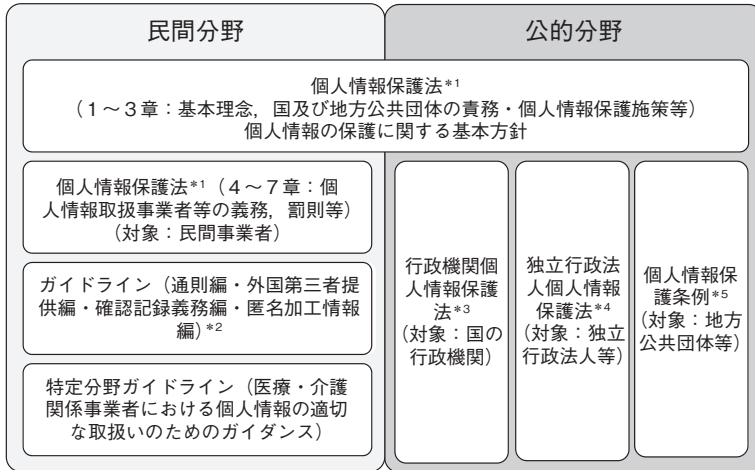 民間分野
公的分野
個人情報保護法*1
（1～3章：基本理念，国及び地方公共団体の責務・個人情報保護施策等）
個人情報の保護に関する基本方針
個人情報保護法*1（4～7章：個
人情報取扱事業者等の義務，罰則等）
（対象：民間事業者）
ガイドライン（通則編・外国第三者提
供編・確認記録義務編・匿名加工情報
編）*2
特定分野ガイドライン（医療・介護
関係事業者における個人情報の適切
な取扱いのためのガイダンス）
行政機関個
人情報保護
法*3
（対象：国の
行政機関）
独立行政法
人個人情報
保護法*4
（対象：独立
行政法人等）
個人情報保
護条例*5
（対象：地方
公共団体等）